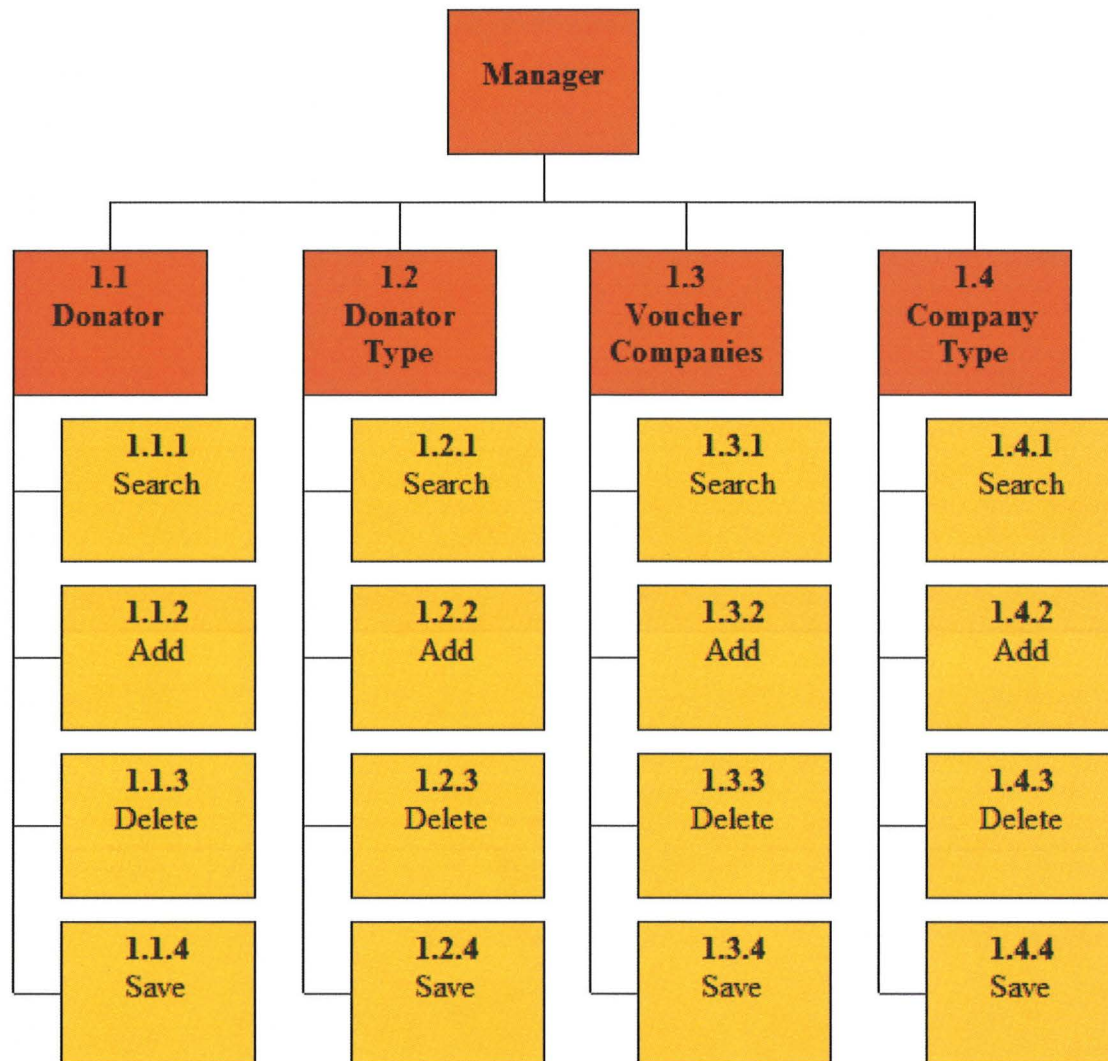 Manager
1.1
Donator
1.2
Donator
Type
1.3
Voucher
Companies
1.4
Company
Type
1.1.1
Search
1.2.1
Search
1.3.1
Search
1.4.1
Search
1.1.2
Add
1.2.2
Add
1.3.2
Add
1.4.2
Add
1.1.3
Delete
1.2.3
Delete
1.3.3
Delete
1.4.3
Delete
1.1.4
Save
1.2.4
Save
1.3.4
Save
1.4.4
Save